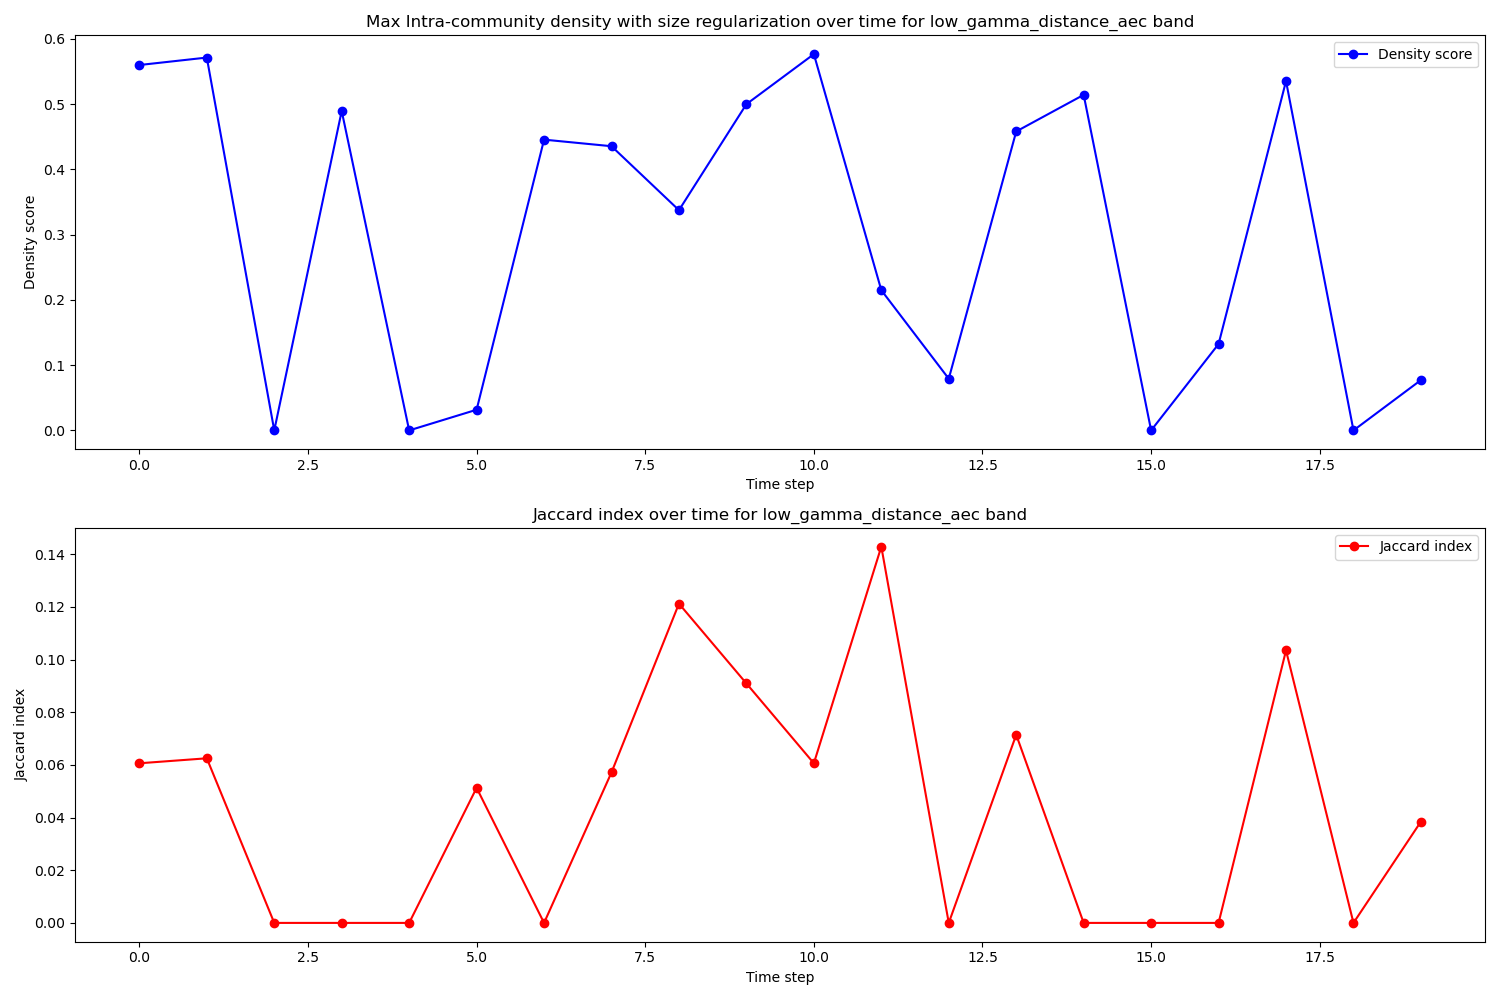 Max Intra-community density with size regularization over time for low_gamma_distance_aec band
0.6
0.5
0.4
0.3
0.2
0.1
0.0
Density score
Density score
0.0 2.5 5.0 7.5 10.0 12.5 15.0 17.5
Time step
Jaccard index over time for low_gamma_distance_aec band
0.14
0.12
0.10
0.08
0.06
0.04
0.02
0.00
Jaccard index
Jaccard index
0.0 2.5 5.0 7.5 10.0 12.5 15.0 17.5
Time step